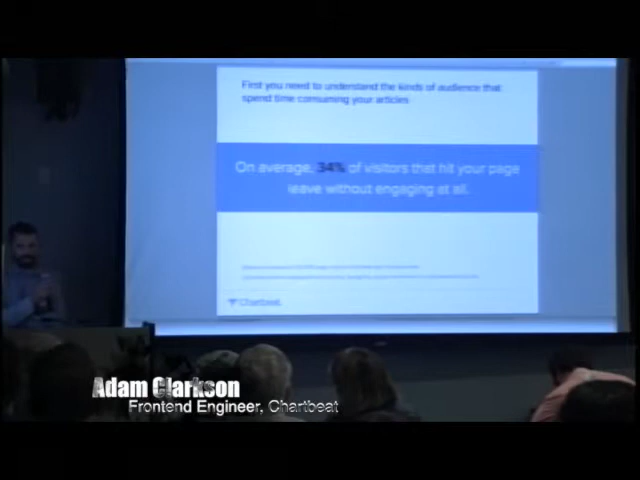 First you need to understand the kinds of audience that
spend time consuming your articles
On average, 34% of visitors that hit your page
leave without engaging at all.
Chartbeat
Adam Clarkson
Frontend Engineer, Chartbeat